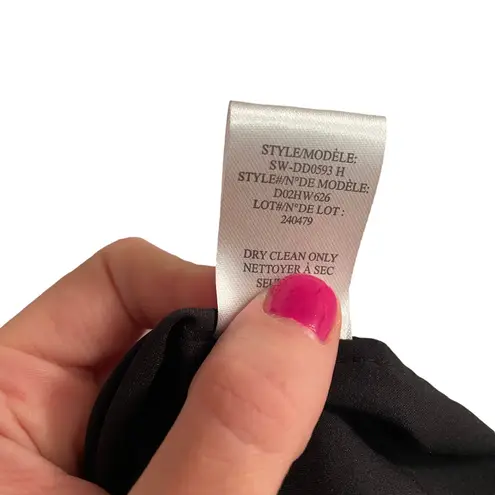 STYLE/MODÈLE:
SW-DD0593 H
STYLE#/N°DE MODÈLE:
D02HW626
LOT#/N°DE LOT :
240479
DRY CLEAN ONLY
NETTOYER À SEC